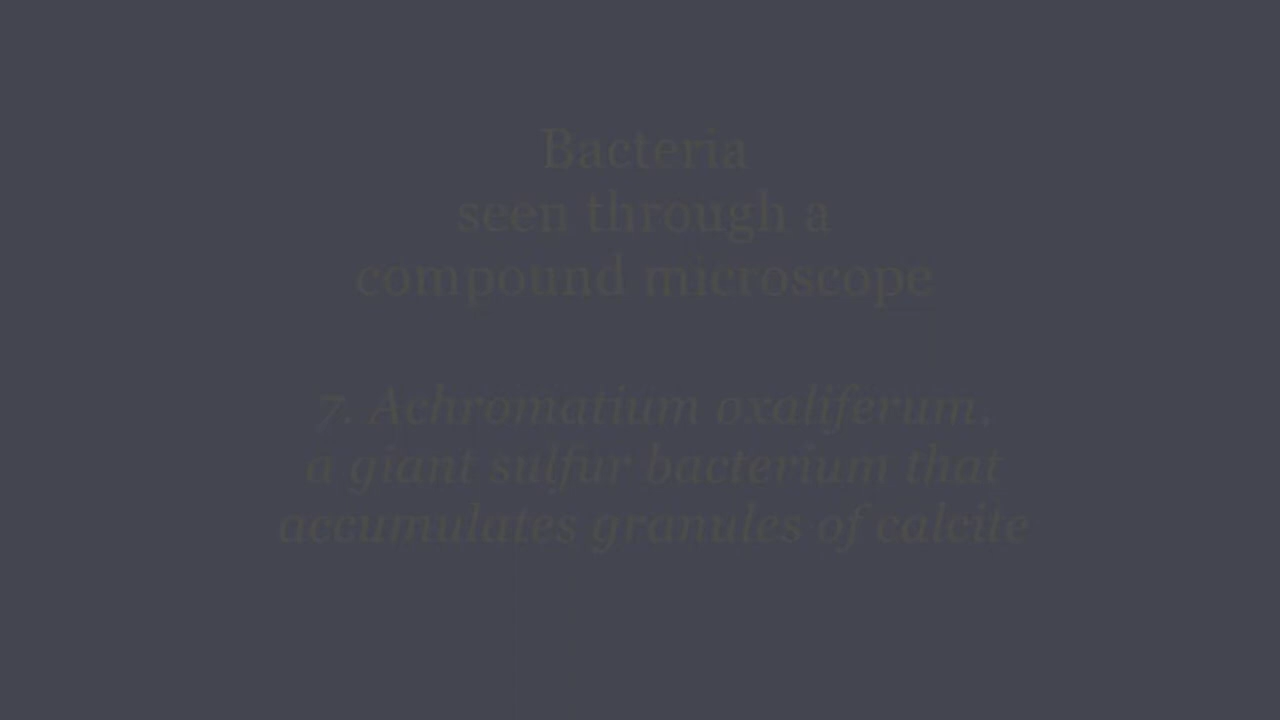 Bacteria
seen through a
compound microscope
7. Achromatium oxaliferum,
a giant sulfur bacterium that
accumulates granules of calcite